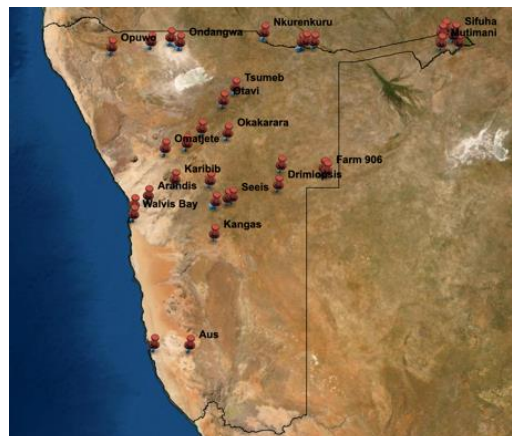 Sifuha
Nkurenkuru
Ondangwa
Mutimani
Opuwo
Tsumeb
Otavi
Okakarara
Omatjete
Farm 906
Karibib
Drimiopsis
Arandis
Seeis
Walvis Bay
Kangas
Aus